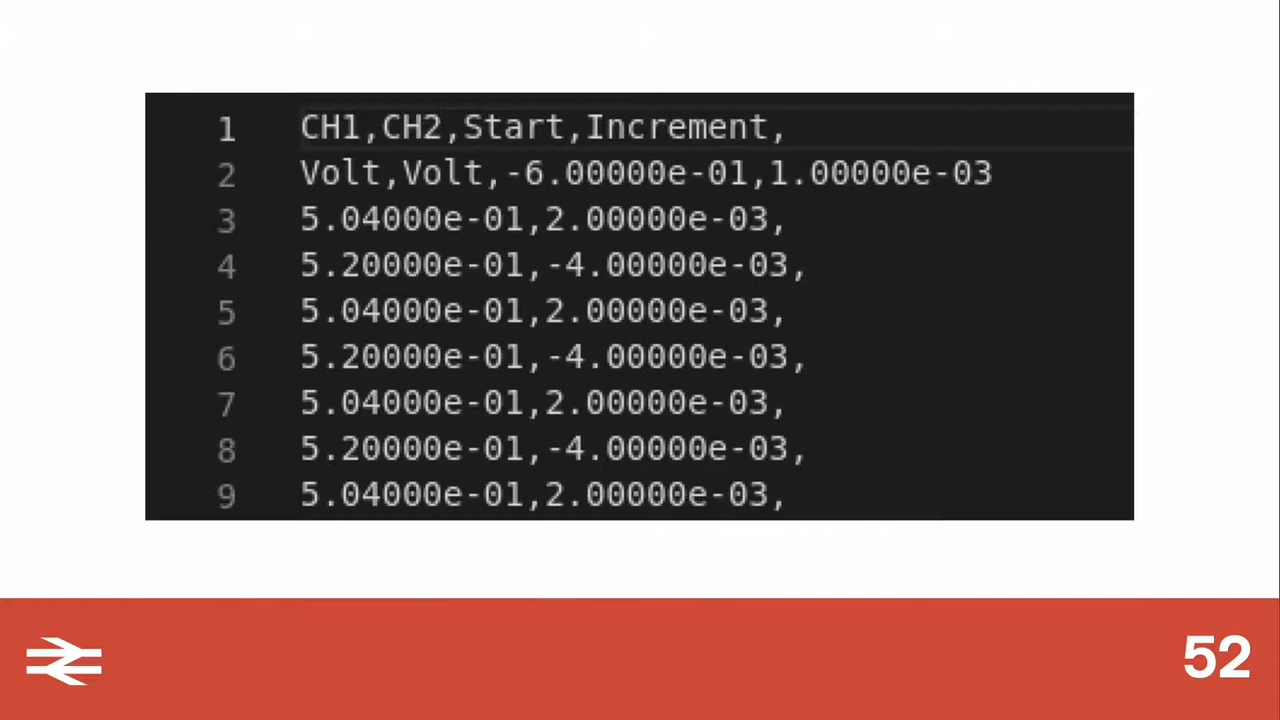 1 CH1,CH2,Start,Increment,
2 Volt,Volt,-6.00000e-01,1.00000e-03
3 5.04000e-01,2.00000e-03,
4 5.20000e-01,-4.00000e-03,
5 5.04000e-01,2.00000e-03,
6 5.20000e-01,-4.00000e-03,
7 5.04000e-01,2.00000e-03,
8 5.20000e-01,-4.00000e-03,
9 5.04000e-01,2.00000e-03,
52